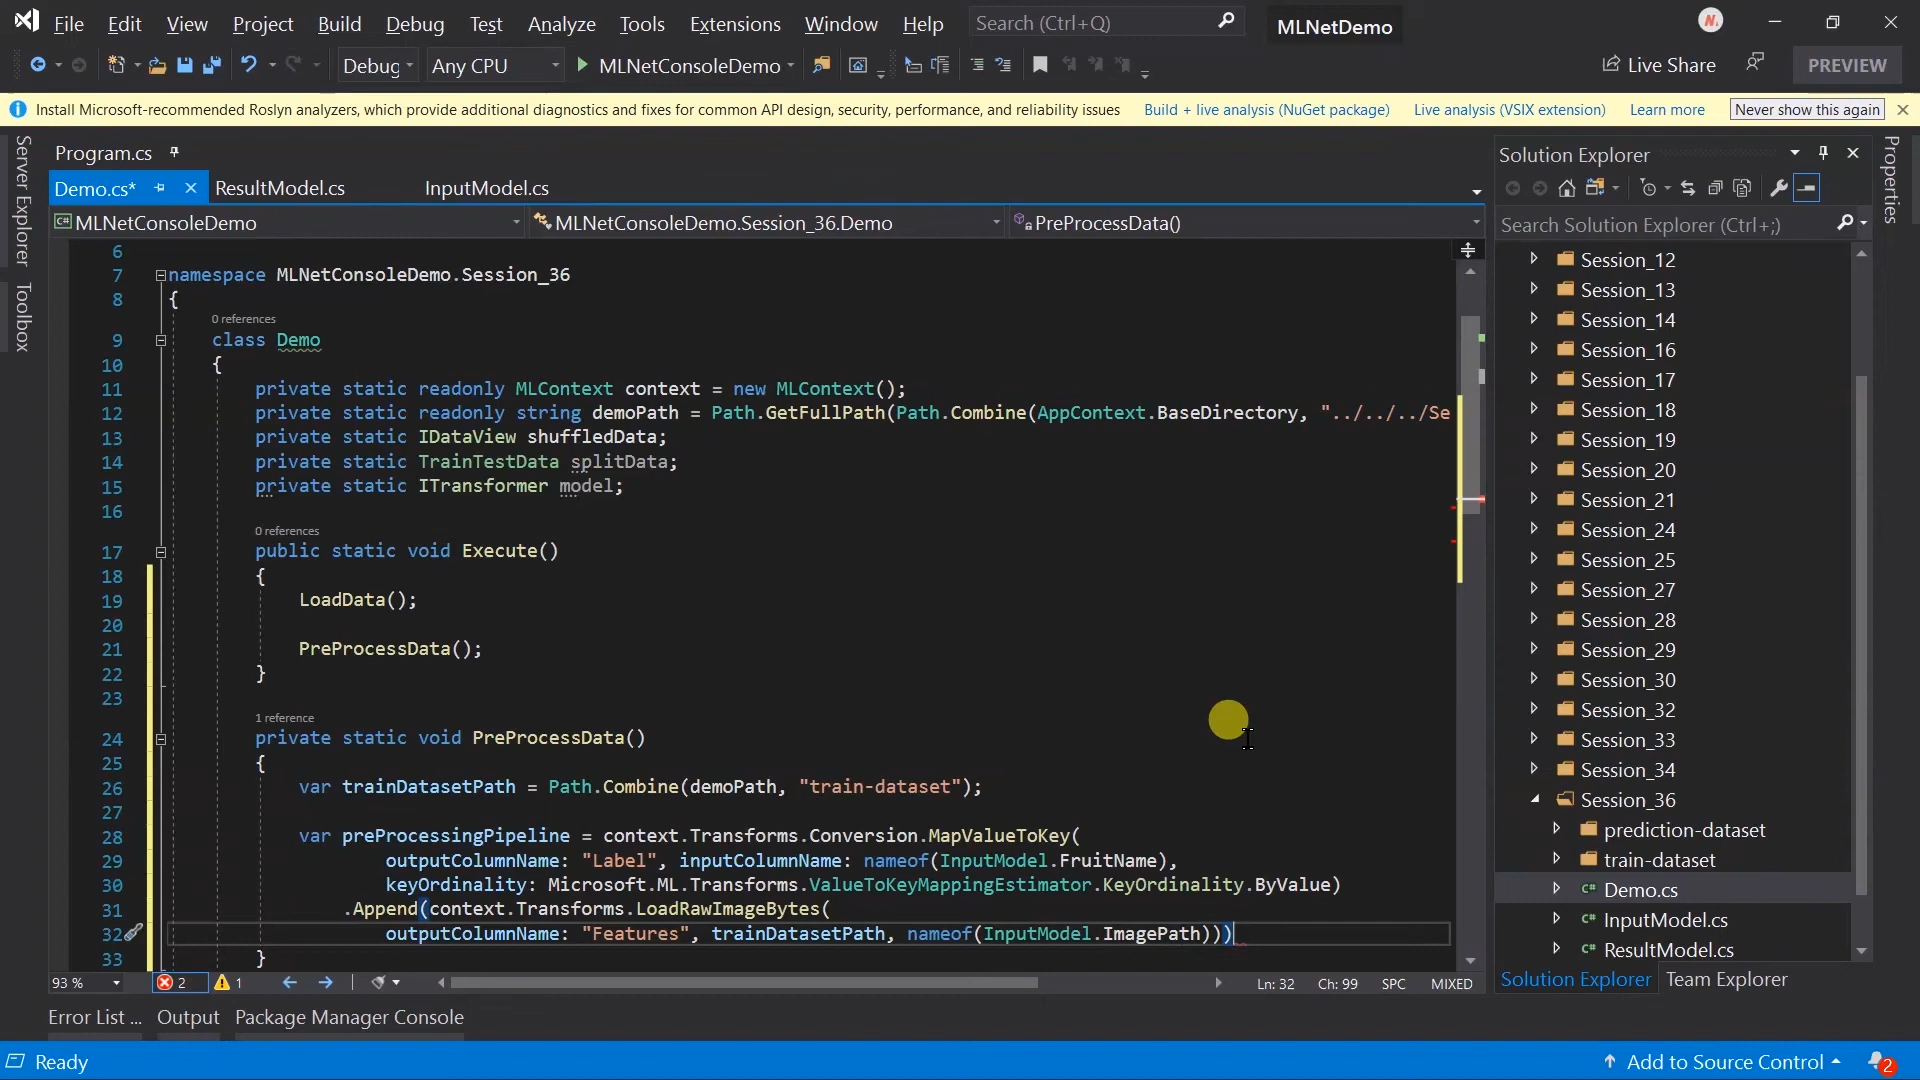 File Edit View Project Build Debug Test Analyze Tools Extensions Window Help Search (Ctrl+Q) MLNetDemo
Debug Any CPU MLNetConsoleDemo Live Share PREVIEW
Install Microsoft-recommended Roslyn analyzers, which provide additional diagnostics and fixes for common API design, security, performance, and reliability issues Build + live analysis (NuGet package) Live analysis (VSIX extension) Learn more Never show this again
Server Explorer
Toolbox
Program.cs
Demo.cs* ResultModel.cs InputModel.cs
MLNetConsoleDemo MLNetConsoleDemo.Session_36.Demo PreProcessData()
6
7 namespace MLNetConsoleDemo.Session_36
8 {
0 references
9 class Demo
10 {
11 private static readonly MLContext context = new MLContext();
12 private static readonly string demoPath = Path.GetFullPath(Path.Combine(AppContext.BaseDirectory, "../../../Se
13 private static IDataView shuffledData;
14 private static TrainTestData splitData;
15 private static ITransformer model;
16
0 references
17 public static void Execute()
18 {
19 LoadData();
20
21 PreProcessData();
22 }
23
1 reference
24 private static void PreProcessData()
25 {
26 var trainDatasetPath = Path.Combine(demoPath, "train-dataset");
27
28 var preProcessingPipeline = context.Transforms.Conversion.MapValueToKey(
29 outputColumnName: "Label", inputColumnName: nameof(InputModel.FruitName),
30 keyOrdinality: Microsoft.ML.Transforms.ValueToKeyMappingEstimator.KeyOrdinality.ByValue)
31 .Append(context.Transforms.LoadRawImageBytes(
32 outputColumnName: "Features", trainDatasetPath, nameof(InputModel.ImagePath)))
33 }
93 % 2 1 Ln: 32 Ch: 99 SPC MIXED
Solution Explorer
Search Solution Explorer (Ctrl+;)
Session_12
Session_13
Session_14
Session_16
Session_17
Session_18
Session_19
Session_20
Session_21
Session_24
Session_25
Session_27
Session_28
Session_29
Session_30
Session_32
Session_33
Session_34
Session_36
prediction-dataset
train-dataset
C# Demo.cs
C# InputModel.cs
C# ResultModel.cs
Solution Explorer Team Explorer
Properties
Error List ... Output Package Manager Console
Ready Add to Source Control 2